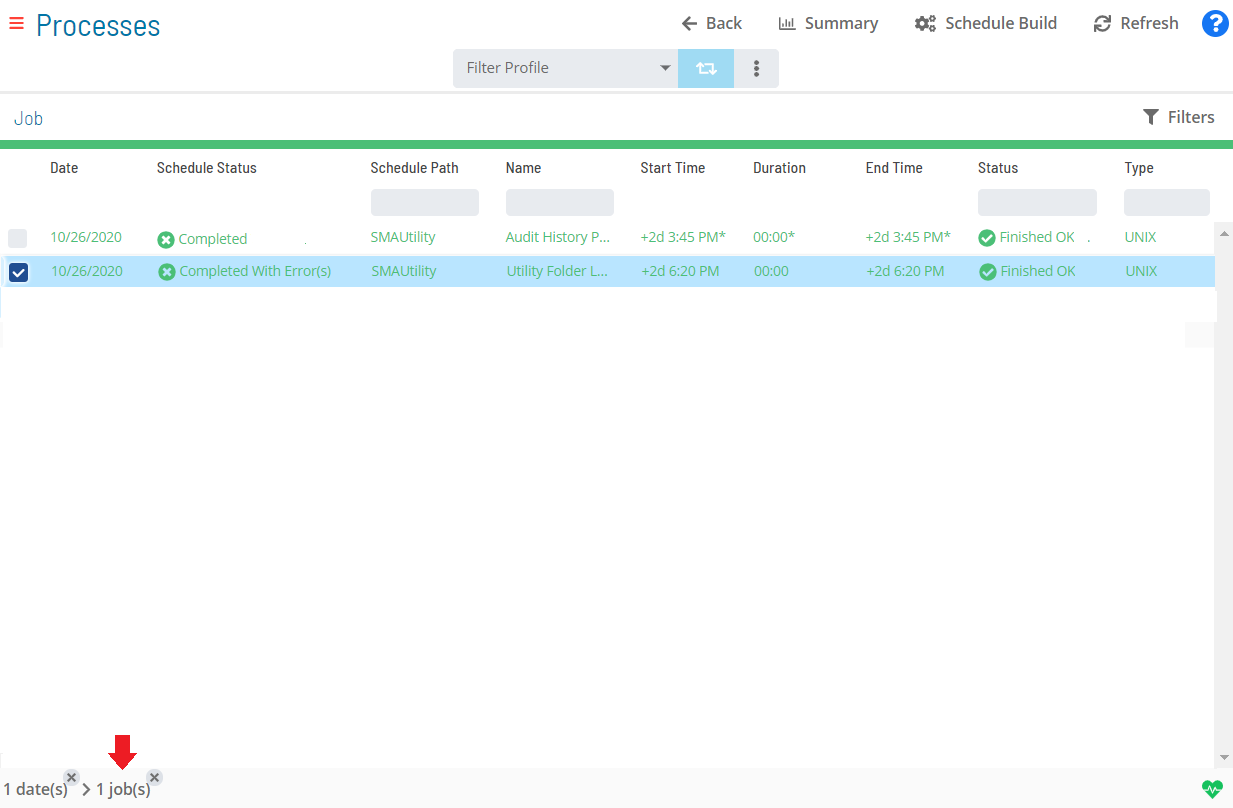 Processes
Back Summary Schedule Build Refresh ?
Filter Profile
Job Filters
Date Schedule Status Schedule Path Name Start Time Duration End Time Status Type
10/26/2020 Completed . SMAUtility Audit History P... +2d 3:45 PM* 00:00* +2d 3:45 PM* Finished OK . UNIX
10/26/2020 Completed With Error(s) SMAUtility Utility Folder L... +2d 6:20 PM 00:00 +2d 6:20 PM Finished OK UNIX
1 date(s) > 1 job(s)